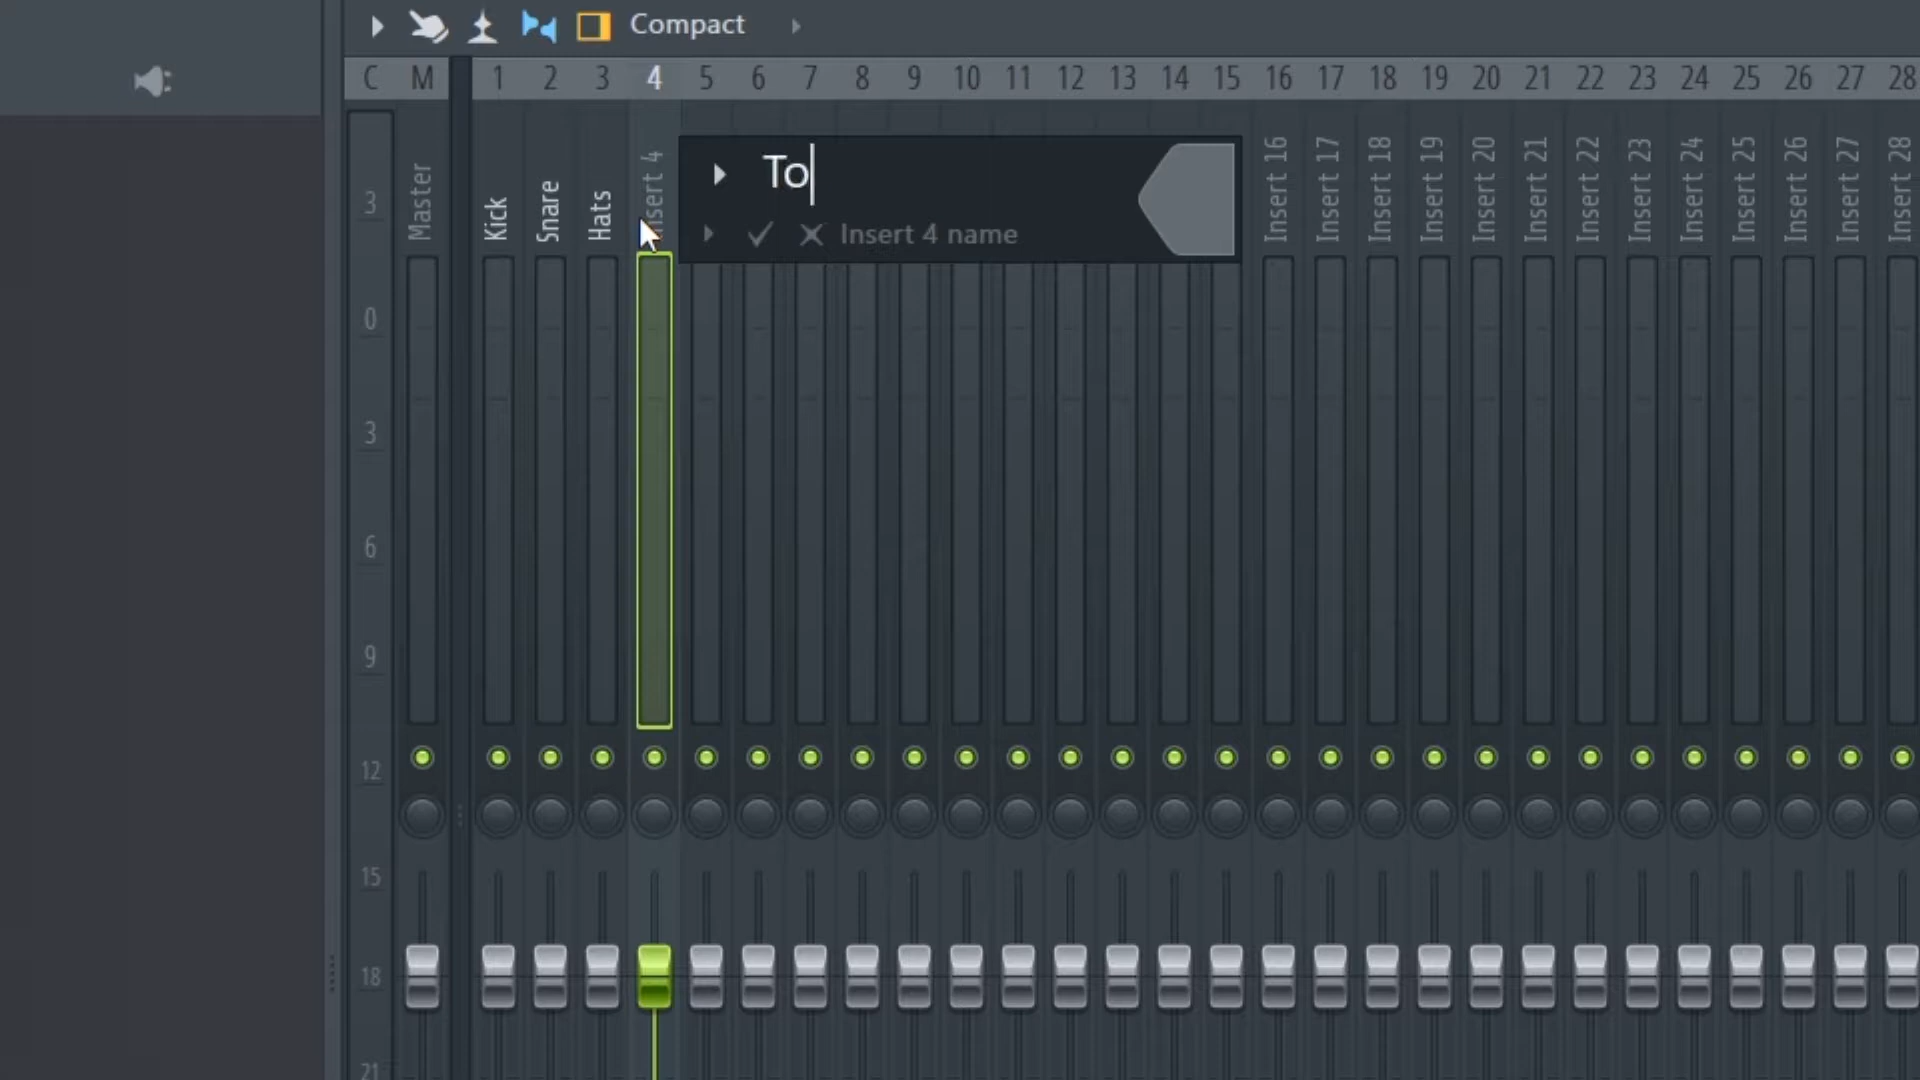 Compact
C M 1 2 3 4 5 6 7 8 9 10 11 12 13 14 15 16 17 18 19 20 21 22 23 24 25 26 27 28
Master
Kick
Snare
Hats
Insert 4
To
Insert 4 name
Insert 16
Insert 17
Insert 18
Insert 19
Insert 20
Insert 21
Insert 22
Insert 23
Insert 24
Insert 25
Insert 26
Insert 27
Insert 28
3
0
3
6
9
12
15
18
21